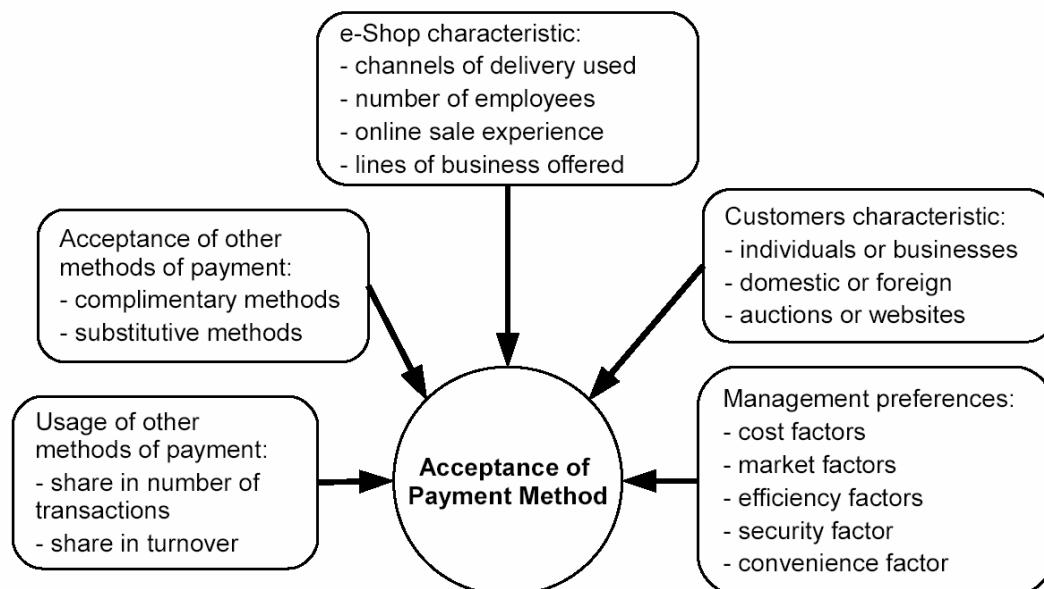 e-Shop characteristic:
- channels of delivery used
- number of employees
- online sale experience
- lines of business offered
Acceptance of other
methods of payment:
- complimentary methods
- substitutive methods
Customers characteristic:
- individuals or businesses
- domestic or foreign
- auctions or websites
Usage of other
methods of payment:
- share in number of
transactions
- share in turnover
Acceptance of
Payment Method
Management preferences:
- cost factors
- market factors
- efficiency factors
- security factor
- convenience factor